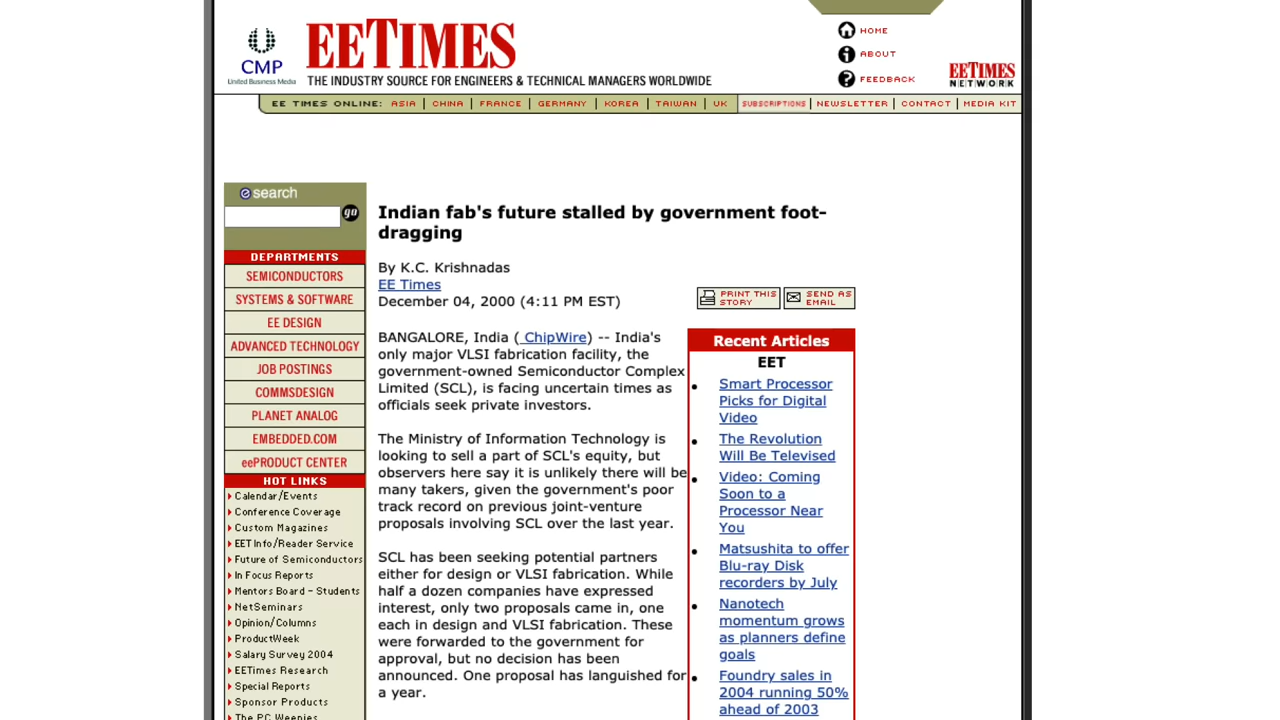 CMP
United Business Media
EETIMES
THE INDUSTRY SOURCE FOR ENGINEERS & TECHNICAL MANAGERS WORLDWIDE
HOME
ABOUT
FEEDBACK
EETIMES
NETWORK
EE TIMES ONLINE: ASIA | CHINA | FRANCE | GERMANY | KOREA | TAIWAN | UK
SUBSCRIPTIONS | NEWSLETTER | CONTACT | MEDIA KIT
e search
go
DEPARTMENTS
SEMICONDUCTORS
SYSTEMS & SOFTWARE
EE DESIGN
ADVANCED TECHNOLOGY
JOB POSTINGS
COMMSDESIGN
PLANET ANALOG
EMBEDDED.COM
eePRODUCT CENTER
HOT LINKS
Calendar/Events
Conference Coverage
Custom Magazines
EET Info/Reader Service
Future of Semiconductors
In Focus Reports
Mentors Board - Students
NetSeminars
Opinion/Columns
ProductWeek
Salary Survey 2004
EETimes Research
Special Reports
Sponsor Products
The PC Weenies
Indian fab's future stalled by government foot-
dragging
By K.C. Krishnadas
EE Times
December 04, 2000 (4:11 PM EST)
PRINT THIS
STORY
SEND AS
EMAIL
BANGALORE, India ( ChipWire) -- India's
only major VLSI fabrication facility, the
government-owned Semiconductor Complex
Limited (SCL), is facing uncertain times as
officials seek private investors.
The Ministry of Information Technology is
looking to sell a part of SCL's equity, but
observers here say it is unlikely there will be
many takers, given the government's poor
track record on previous joint-venture
proposals involving SCL over the last year.
SCL has been seeking potential partners
either for design or VLSI fabrication. While
half a dozen companies have expressed
interest, only two proposals came in, one
each in design and VLSI fabrication. These
were forwarded to the government for
approval, but no decision has been
announced. One proposal has languished for
a year.
Recent Articles
EET
Smart Processor
Picks for Digital
Video
The Revolution
Will Be Televised
Video: Coming
Soon to a
Processor Near
You
Matsushita to offer
Blu-ray Disk
recorders by July
Nanotech
momentum grows
as planners define
goals
Foundry sales in
2004 running 50%
ahead of 2003